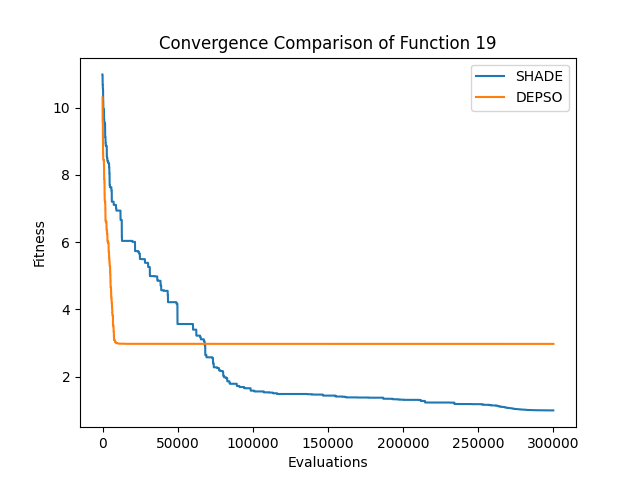 Convergence Comparison of Function 19
SHADE
DEPSO
Fitness
10
8
6
4
2
0 50000 100000 150000 200000 250000 300000
Evaluations